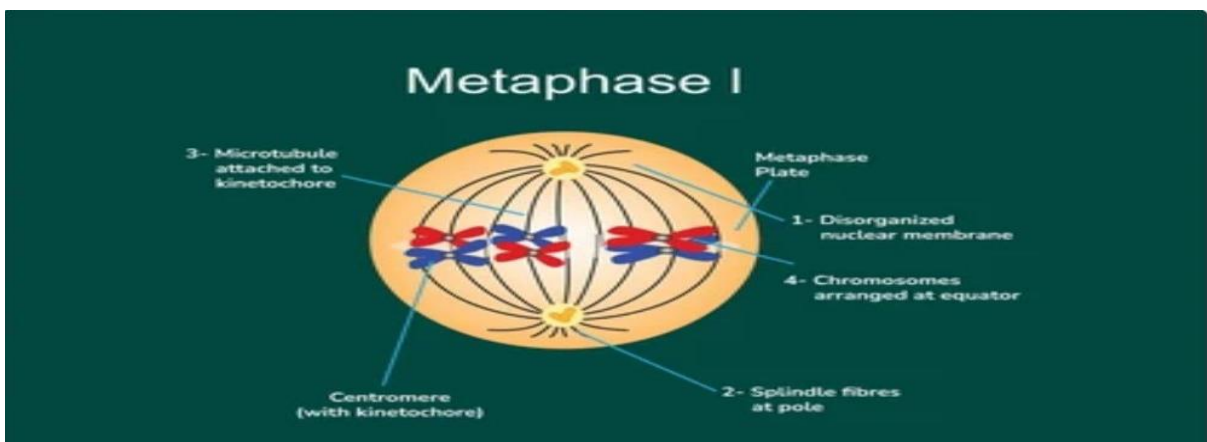 Metaphase I
3- Microtubule
attached to
kinetochore
Metaphase
Plate
1- Disorganized
nuclear membrane
4- Chromosomes
arranged at equator
Centromere
(with kinetochore)
2- Splindle fibres
at pole